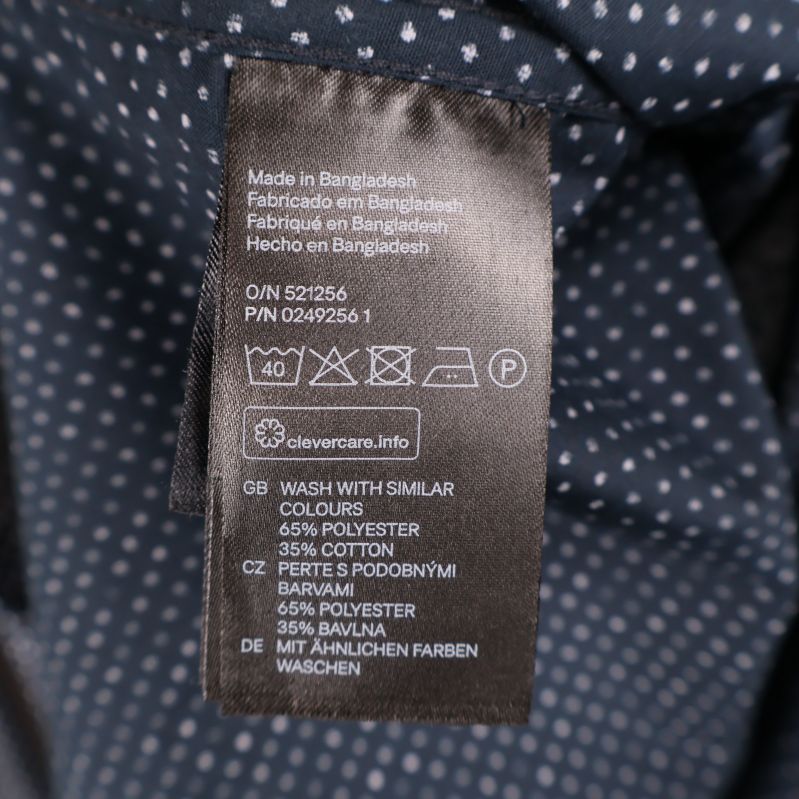 Made in Bangladesh
Fabricado em Bangladesh
Fabriqué en Bangladesh
Hecho en Bangladesh
O/N 521256
P/N 0249256 1
40
P
clevercare.info
GB WASH WITH SIMILAR
COLOURS
65% POLYESTER
35% COTTON
CZ PERTE S PODOBNÝMI
BARVAMI
65% POLYESTER
35% BAVLNA
DE MIT ÄHNLICHEN FARBEN
WASCHEN